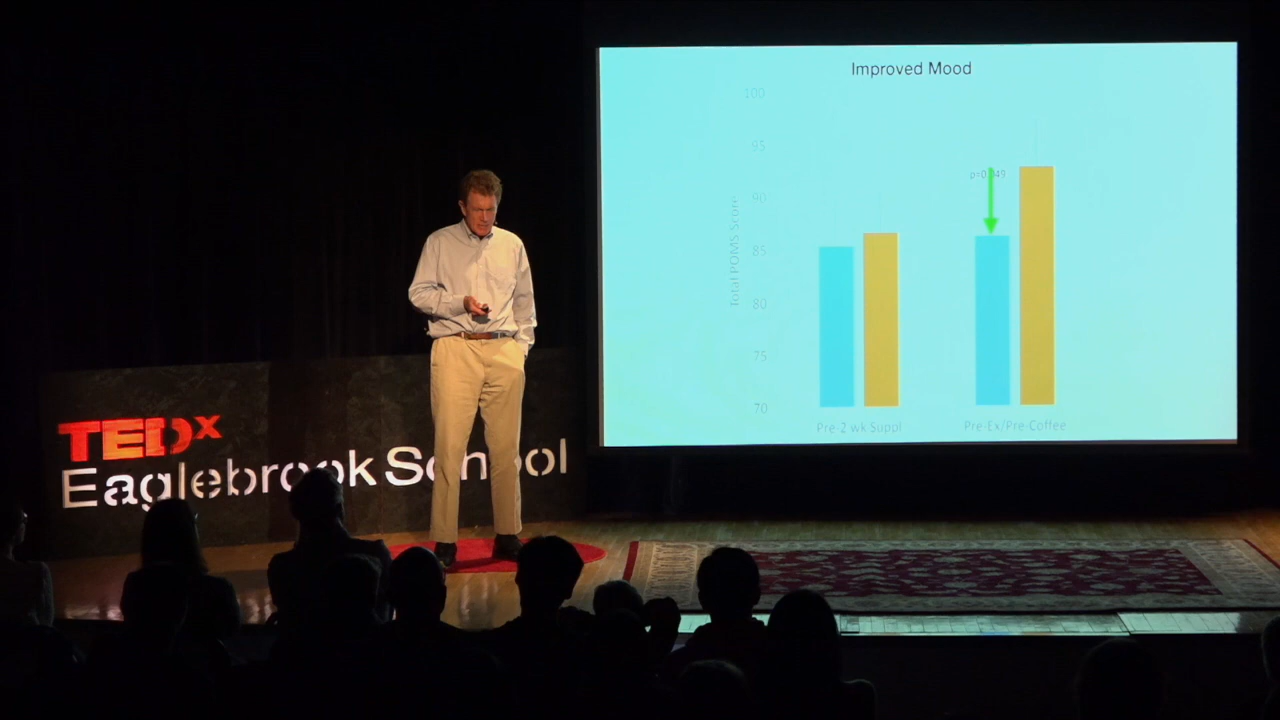 Improved Mood
100
95
90
85
80
75
70
Total POMS Score
Pre-2 wk Suppl
Pre-Ex/Pre-Coffee
TEDx
Eaglebrook School